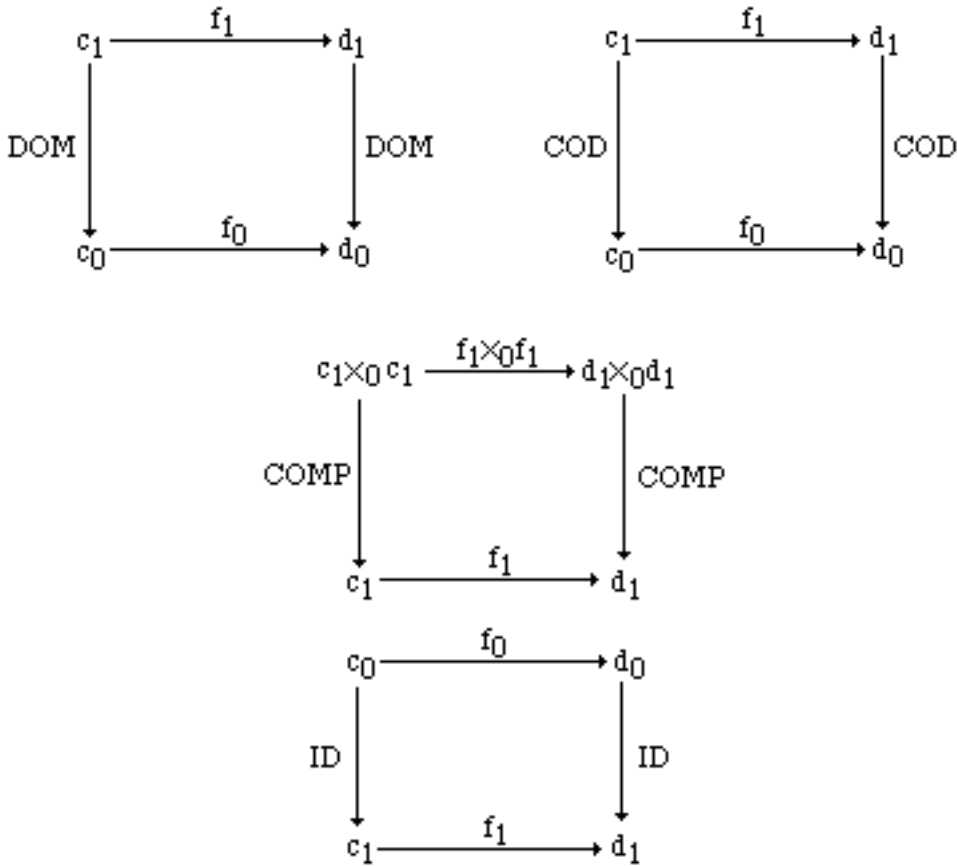 c₁ f₁ d₁ c₁ f₁ d₁
DOM DOM COD COD
c₀ f₀ d₀ c₀ f₀ d₀
c₁×₀c₁ f₁×₀f₁ d₁×₀d₁
COMP COMP
c₁ f₁ d₁
c₀ f₀ d₀
ID ID
c₁ f₁ d₁